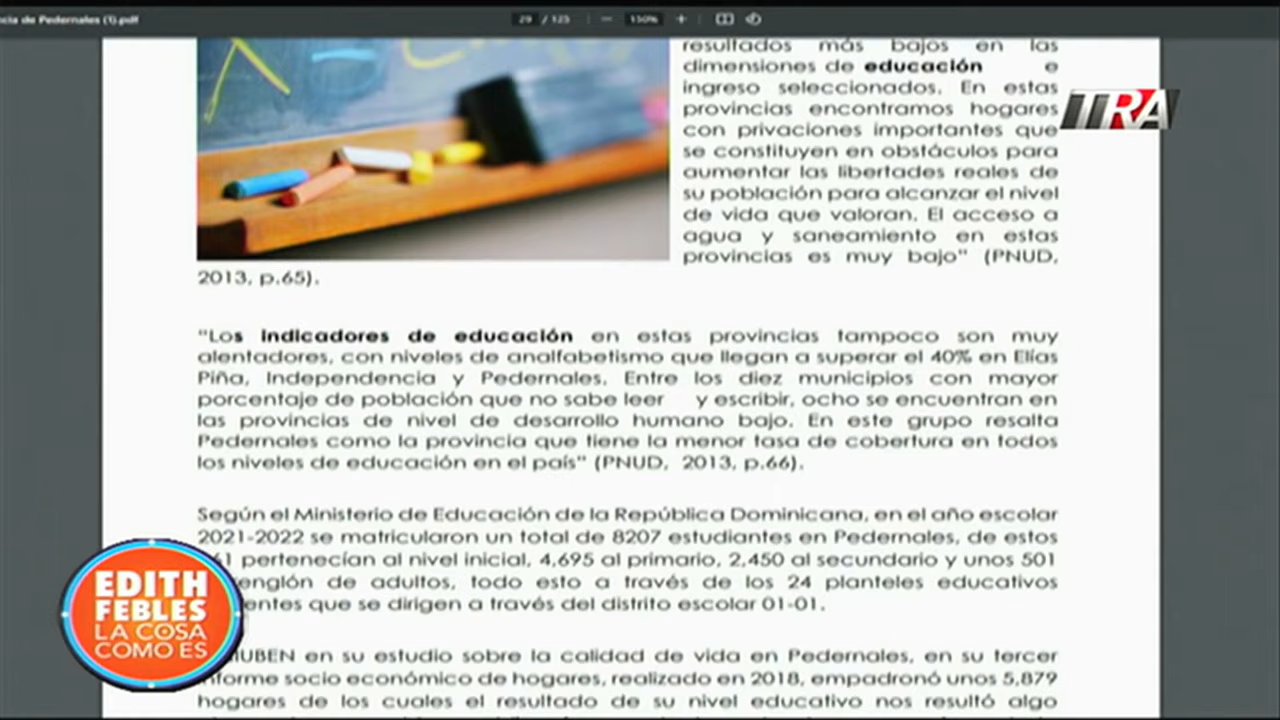 ncia de Pedernales (1).pdf
29 / 125
150%
resultados más bajos en las
dimensiones de educación e
ingreso seleccionados. En estas
provincias encontramos hogares
con privaciones importantes que
se constituyen en obstáculos para
aumentar las libertades reales de
su población para alcanzar el nivel
de vida que valoran. El acceso a
agua y saneamiento en estas
provincias es muy bajo" (PNUD,
2013, p.65).
TRA
"Los indicadores de educación en estas provincias tampoco son muy
alentadores, con niveles de analfabetismo que llegan a superar el 40% en Elías
Piña, Independencia y Pedernales. Entre los diez municipios con mayor
porcentaje de población que no sabe leer y escribir, ocho se encuentran en
las provincias de nivel de desarrollo humano bajo. En este grupo resalta
Pedernales como la provincia que tiene la menor tasa de cobertura en todos
los niveles de educación en el país" (PNUD, 2013, p.66).
Según el Ministerio de Educación de la República Dominicana, en el año escolar
2021-2022 se matricularon un total de 8207 estudiantes en Pedernales, de estos
61 pertenecían al nivel inicial, 4,695 al primario, 2,450 al secundario y unos 501
englón de adultos, todo esto a través de los 24 planteles educativos
entes que se dirigen a través del distrito escolar 01-01.
IUBEN en su estudio sobre la calidad de vida en Pedernales, en su tercer
nforme socio económico de hogares, realizado en 2018, empadronó unos 5,879
hogares de los cuales el resultado de su nivel educativo nos resultó algo
EDITH
FEBLES
LA COSA
COMO ES